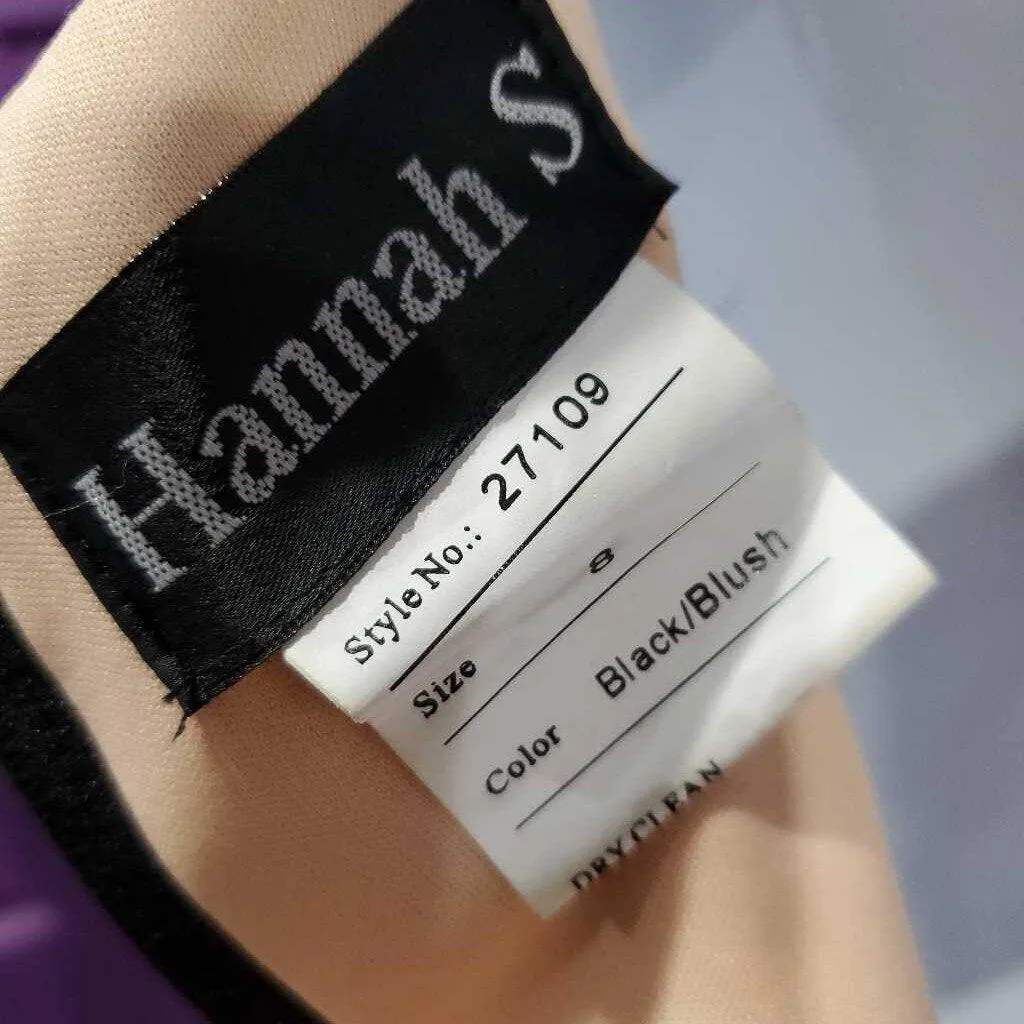 Hannah S
Style No.: 27109
Size 8
Color Black/Blush
DRY CLEAN